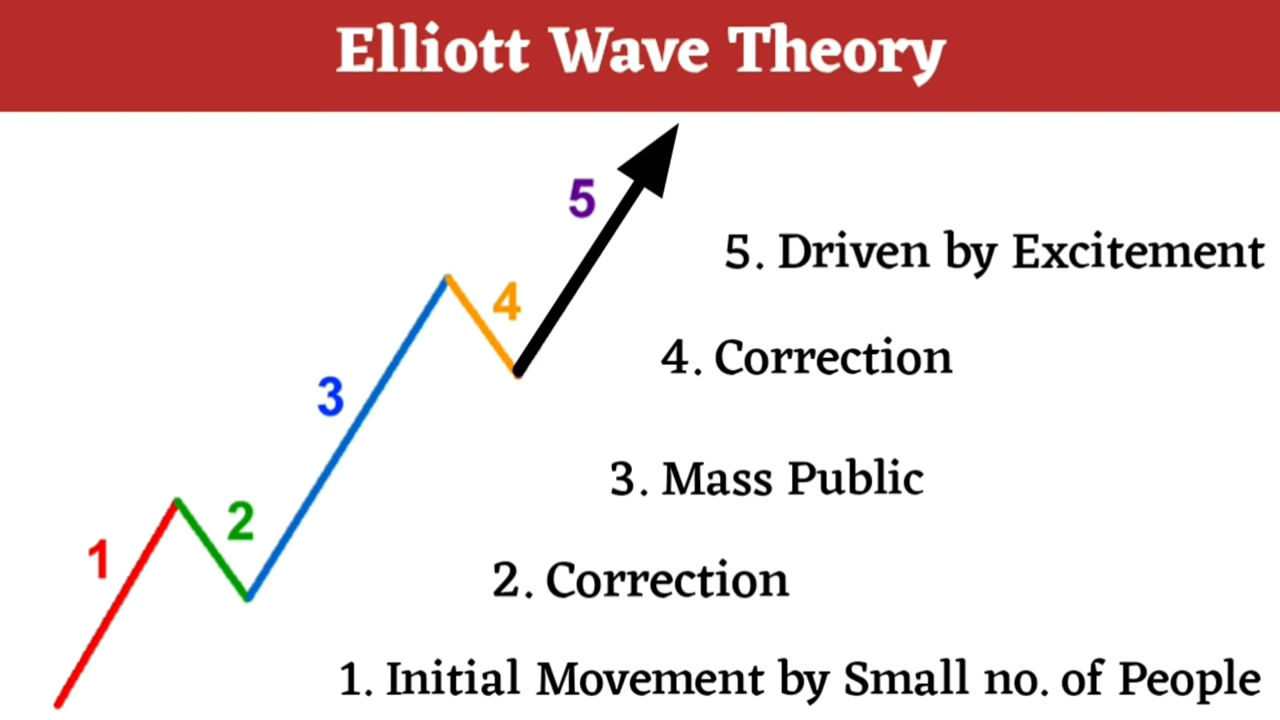 Elliott Wave Theory
5
5. Driven by Excitement
4
4. Correction
3
3. Mass Public
2
2. Correction
1
1. Initial Movement by Small no. of People